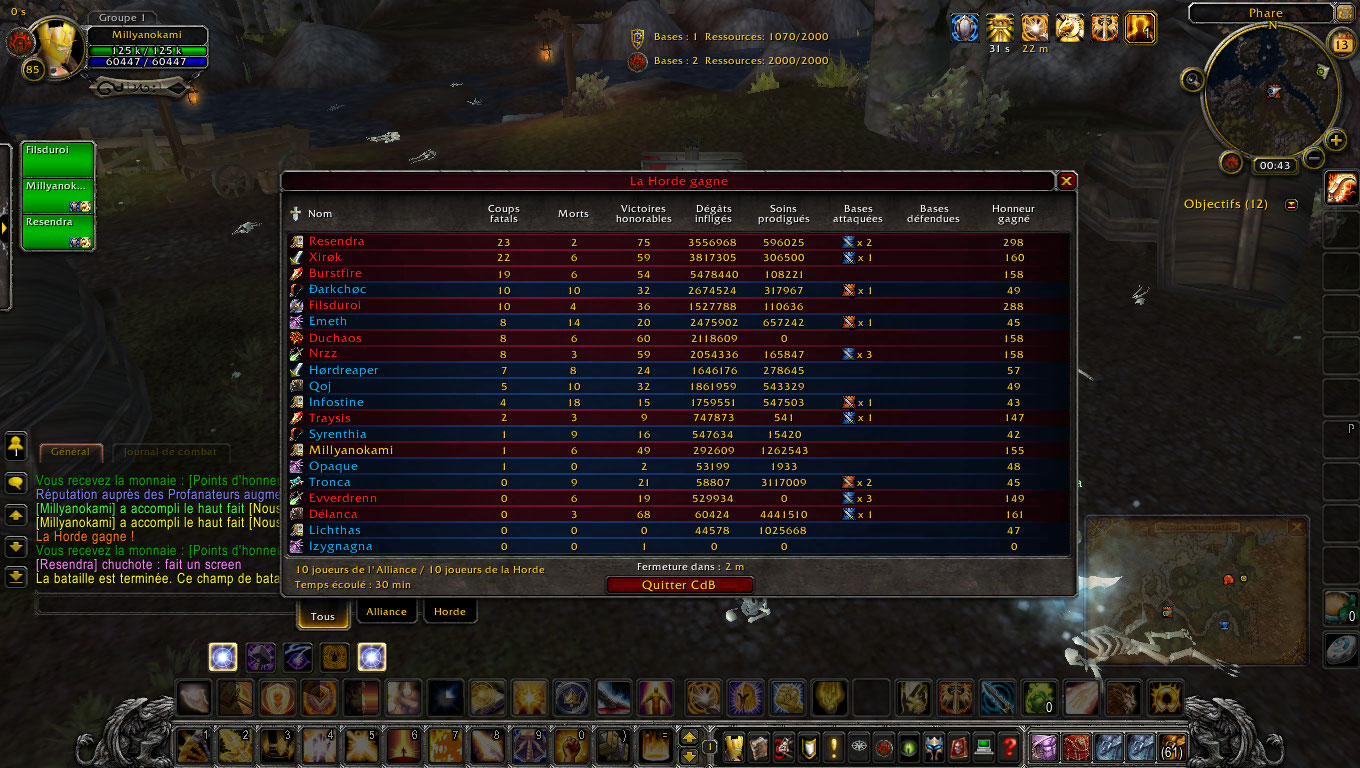 0 s
Groupe 1
Millyanokami
125 k / 125 k
60447 / 60447
85
Bases : 1 Ressources: 1070/2000
Bases : 2 Ressources: 2000/2000
31 s
22 m
Phare
N
13
00:43
Objectifs (12)
Filsduroi
Millyanok...
Resendra
La Horde gagne
Nom Coups fatals Morts Victoires honorables Dégâts infligés Soins prodigués Bases attaquées Bases défendues Honneur gagné
Resendra 23 2 75 3556968 596025 x 2 298
Xirøk 22 6 59 3817305 306500 x 1 160
Burstfire 19 6 54 5478440 108221 158
Ðarkchøc 10 10 32 2674524 317967 x 1 49
Filsduroi 10 4 36 1527788 110636 288
Emeth 8 14 20 2475902 657242 x 1 45
Duchaos 8 6 60 2118609 0 158
Nrzz 8 3 59 2054336 165847 x 3 158
Hørdreaper 7 8 24 1646176 278645 57
Qoj 5 10 32 1861959 543329 49
Infostine 4 18 15 1759551 547503 x 1 43
Traysis 2 3 9 747873 541 x 1 147
Syrenthia 1 9 16 547634 15420 42
Millyanokami 1 6 49 292609 1262543 155
Opaque 1 0 2 53199 1933 48
Tronca 0 9 21 58807 3117009 x 2 45
Evverdrenn 0 6 19 529934 0 x 3 149
Délanca 0 3 68 60424 4441510 x 1 161
Lichthas 0 0 0 44578 1025668 47
Izygnagna 0 0 1 0 0 0
10 joueurs de l'Alliance / 10 joueurs de la Horde
Temps écoulé : 30 min
Fermeture dans : 2 m
Quitter CdB
Tous
Alliance
Horde
Général
Journal de combat
Vous recevez la monnaie : [Points d'honne
Réputation auprès des Profanateurs augme
[Millyanokami] a accompli le haut fait [Nous
[Millyanokami] a accompli le haut fait [Nous
La Horde gagne !
Vous recevez la monnaie : [Points d'honne
[Resendra] chuchote : fait un screen
La bataille est terminée. Ce champ de bata
P
0
0
1 2 3 4 5 6 7 8 9 0 ) =
1
(61)